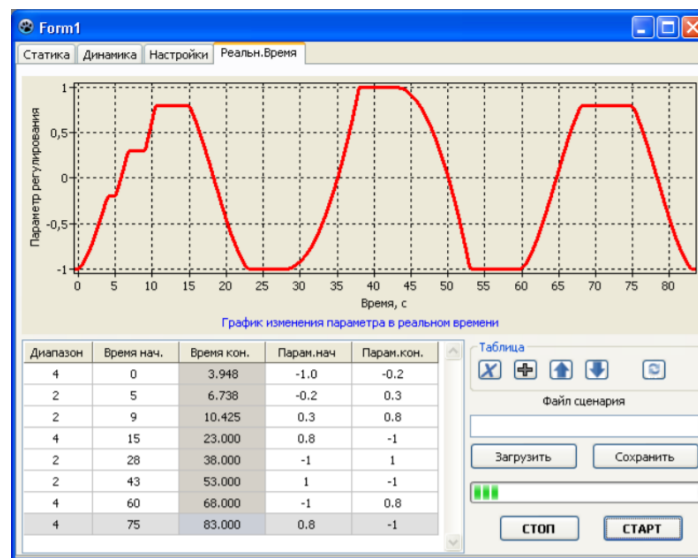 Form1
Статика Динамика Настройки Реальн.Время
Параметр регулирования
1
0,5
0
-0,5
-1
0 5 10 15 20 25 30 35 40 45 50 55 60 65 70 75 80
Время, с
График изменения параметра в реальном времени
Диапазон Время нач. Время кон. Парам.нач Парам.кон.
4 0 3.948 -1.0 -0.2
2 5 6.738 -0.2 0.3
2 9 10.425 0.3 0.8
4 15 23.000 0.8 -1
2 28 38.000 -1 1
2 43 53.000 1 -1
4 60 68.000 -1 0.8
4 75 83.000 0.8 -1
Таблица
Файл сценария
Загрузить Сохранить
СТОП СТАРТ